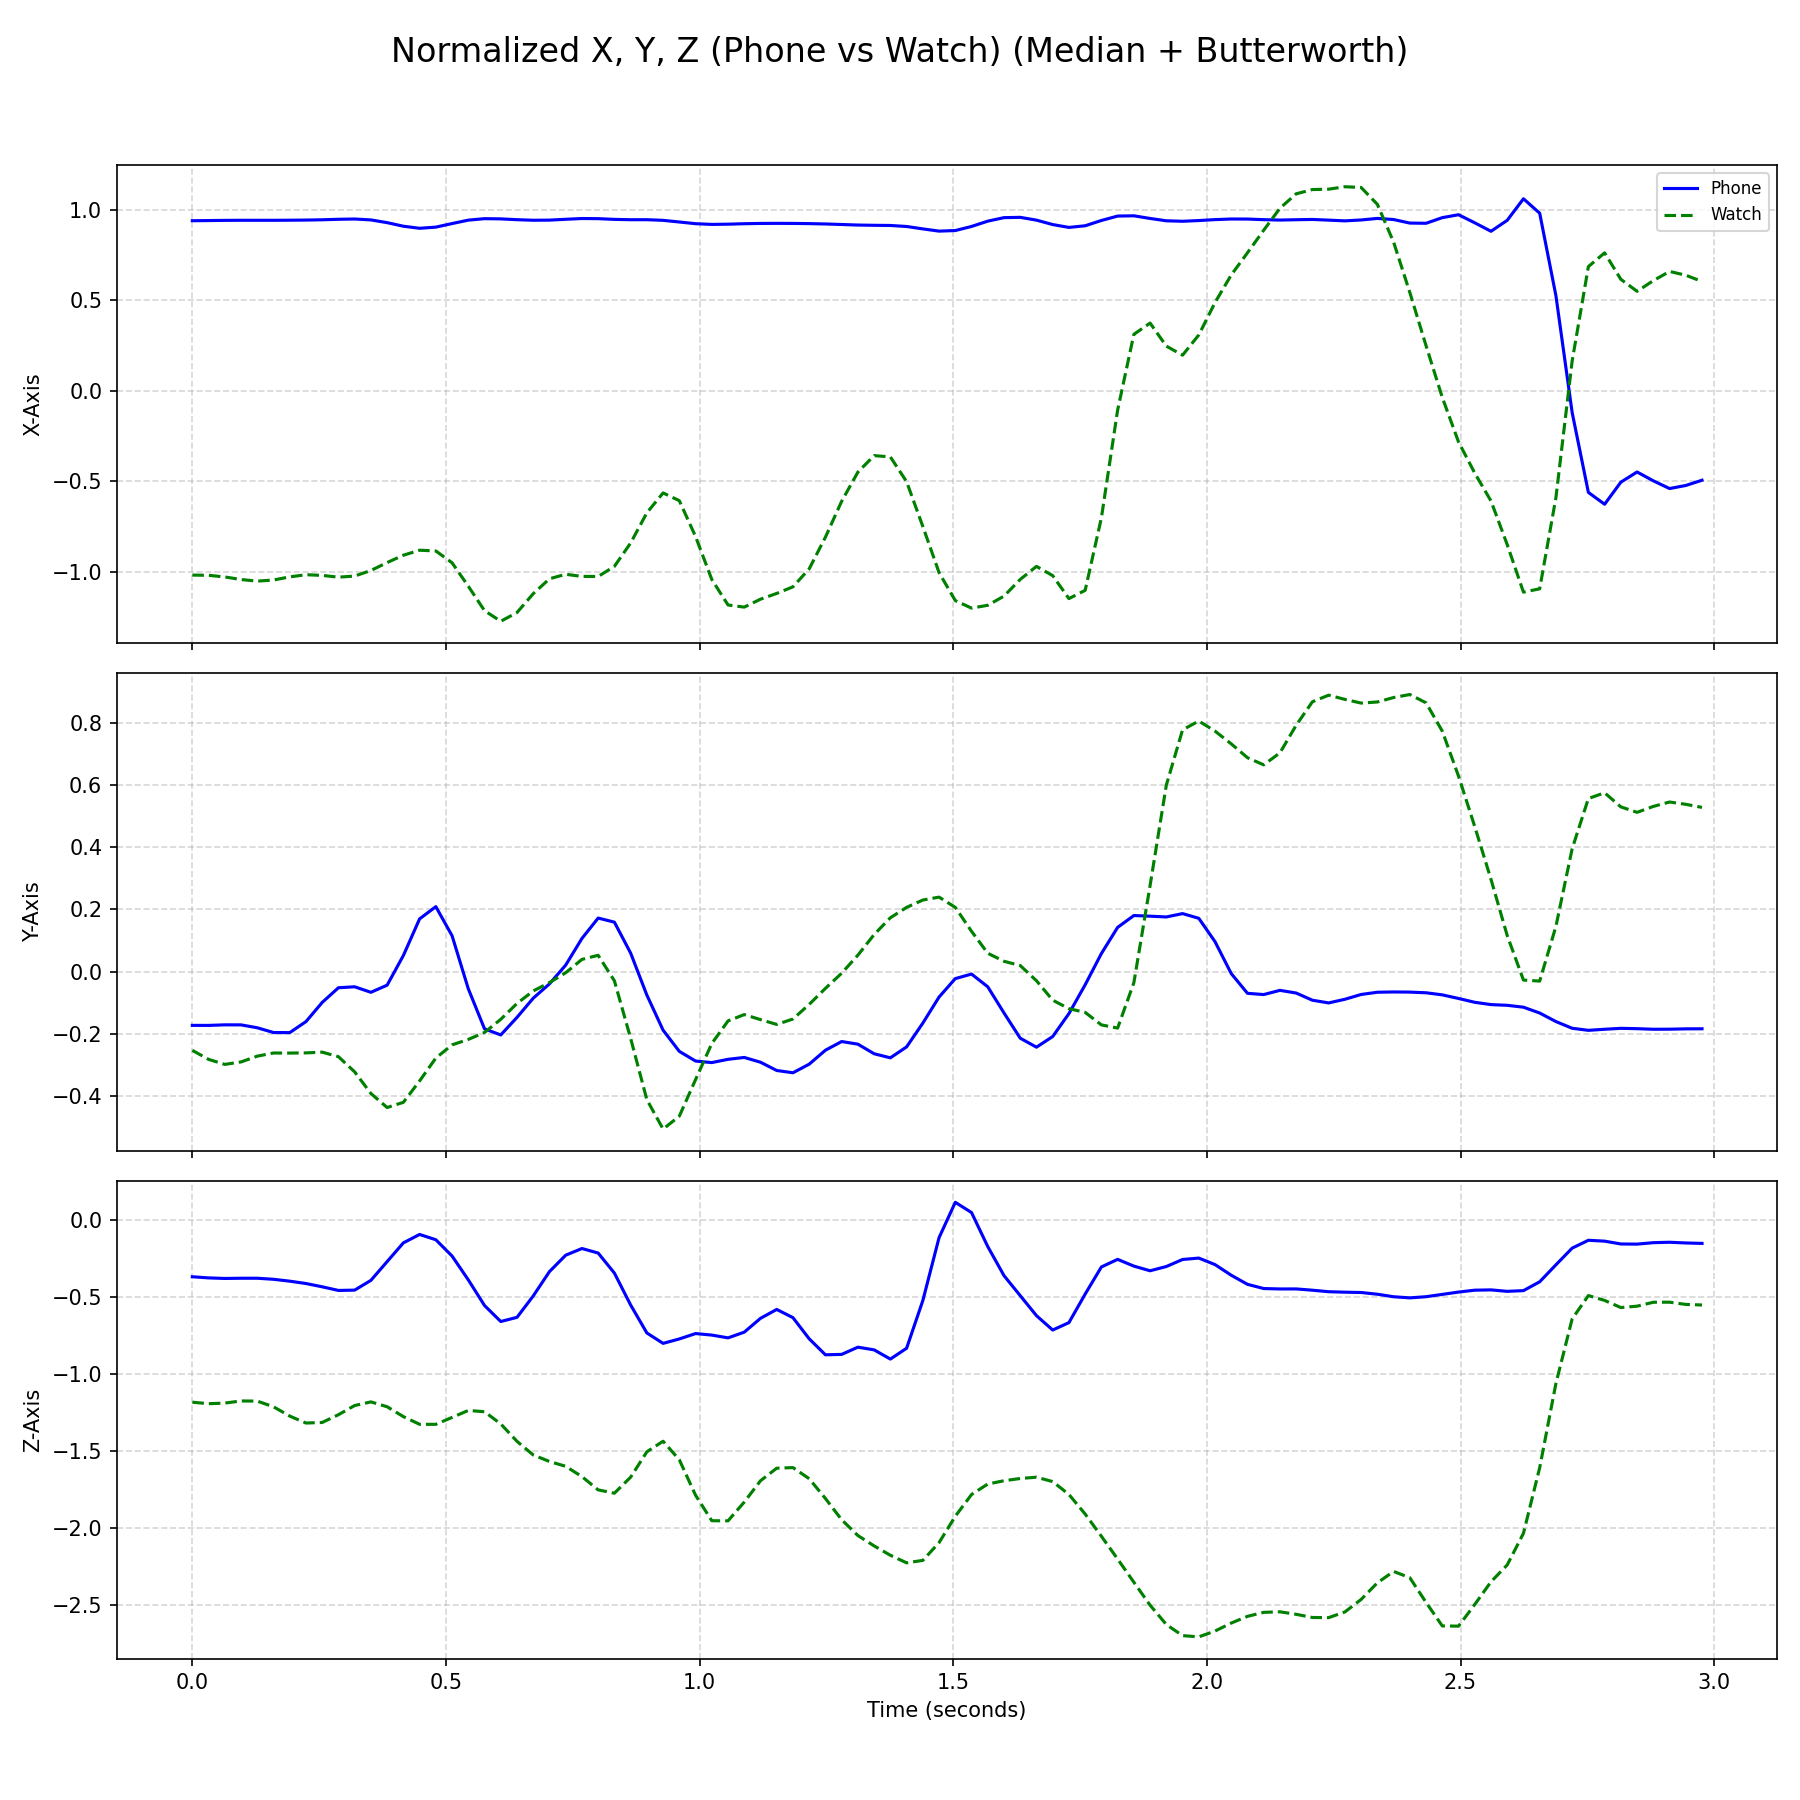 Normalized X, Y, Z (Phone vs Watch) (Median + Butterworth)
Phone
Watch
X-Axis
1.0
0.5
0.0
−0.5
−1.0
Y-Axis
0.8
0.6
0.4
0.2
0.0
−0.2
−0.4
Z-Axis
0.0
−0.5
−1.0
−1.5
−2.0
−2.5
0.0 0.5 1.0 1.5 2.0 2.5 3.0
Time (seconds)